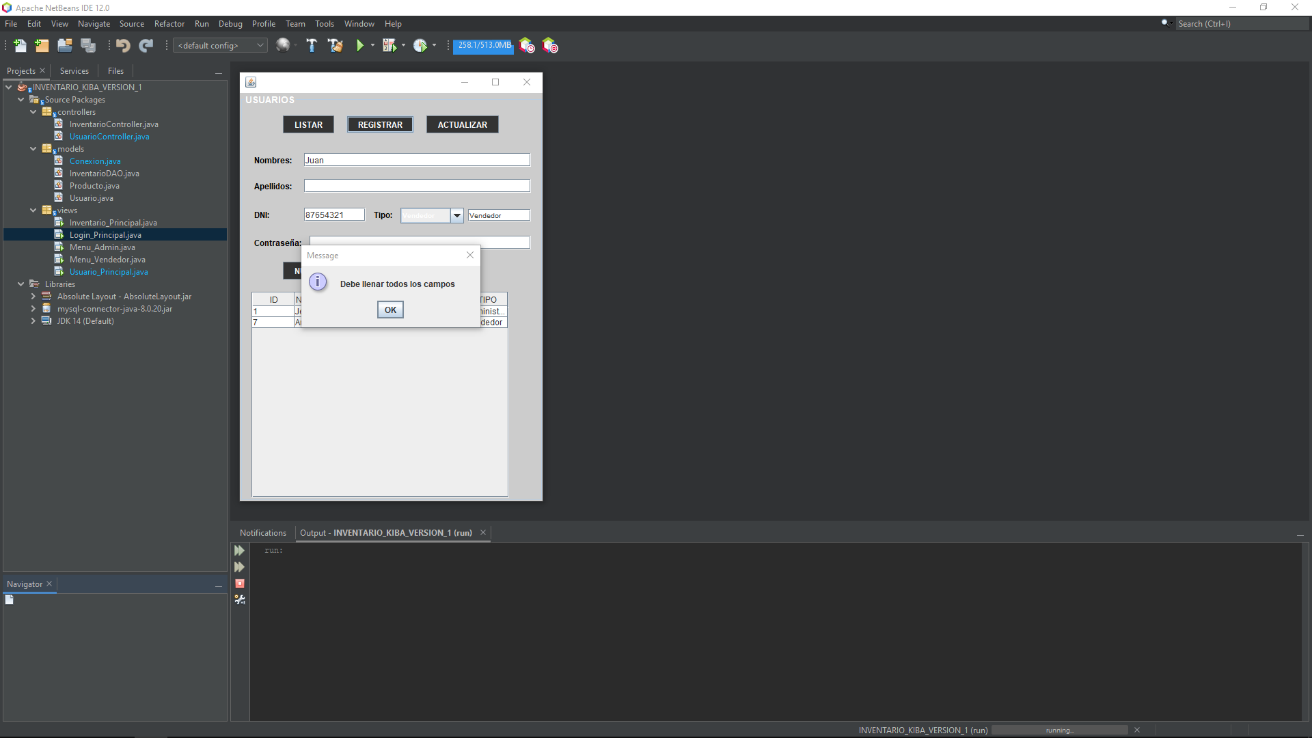 Apache NetBeans IDE 12.0
File Edit View Navigate Source Refactor Run Debug Profile Team Tools Window Help
Search (Ctrl+I)
<default config>
258.1/513.0MB
Projects Services Files
INVENTARIO_KIBA_VERSION_1
Source Packages
controllers
InventarioController.java
UsuarioController.java
models
Conexion.java
InventarioDAO.java
Producto.java
Usuario.java
views
Inventario_Principal.java
Login_Principal.java
Menu_Admin.java
Menu_Vendedor.java
Usuario_Principal.java
Libraries
Absolute Layout - AbsoluteLayout.jar
mysql-connector-java-8.0.20.jar
JDK 14 (Default)
Navigator
USUARIOS
LISTAR REGISTRAR ACTUALIZAR
Nombres: Juan
Apellidos:
DNI: 87654321 Tipo: Vendedor
Contraseña:
Message
Debe llenar todos los campos
OK
ID TIPO
1
7
Notifications Output - INVENTARIO_KIBA_VERSION_1 (run)
run:
INVENTARIO_KIBA_VERSION_1 (run) running...